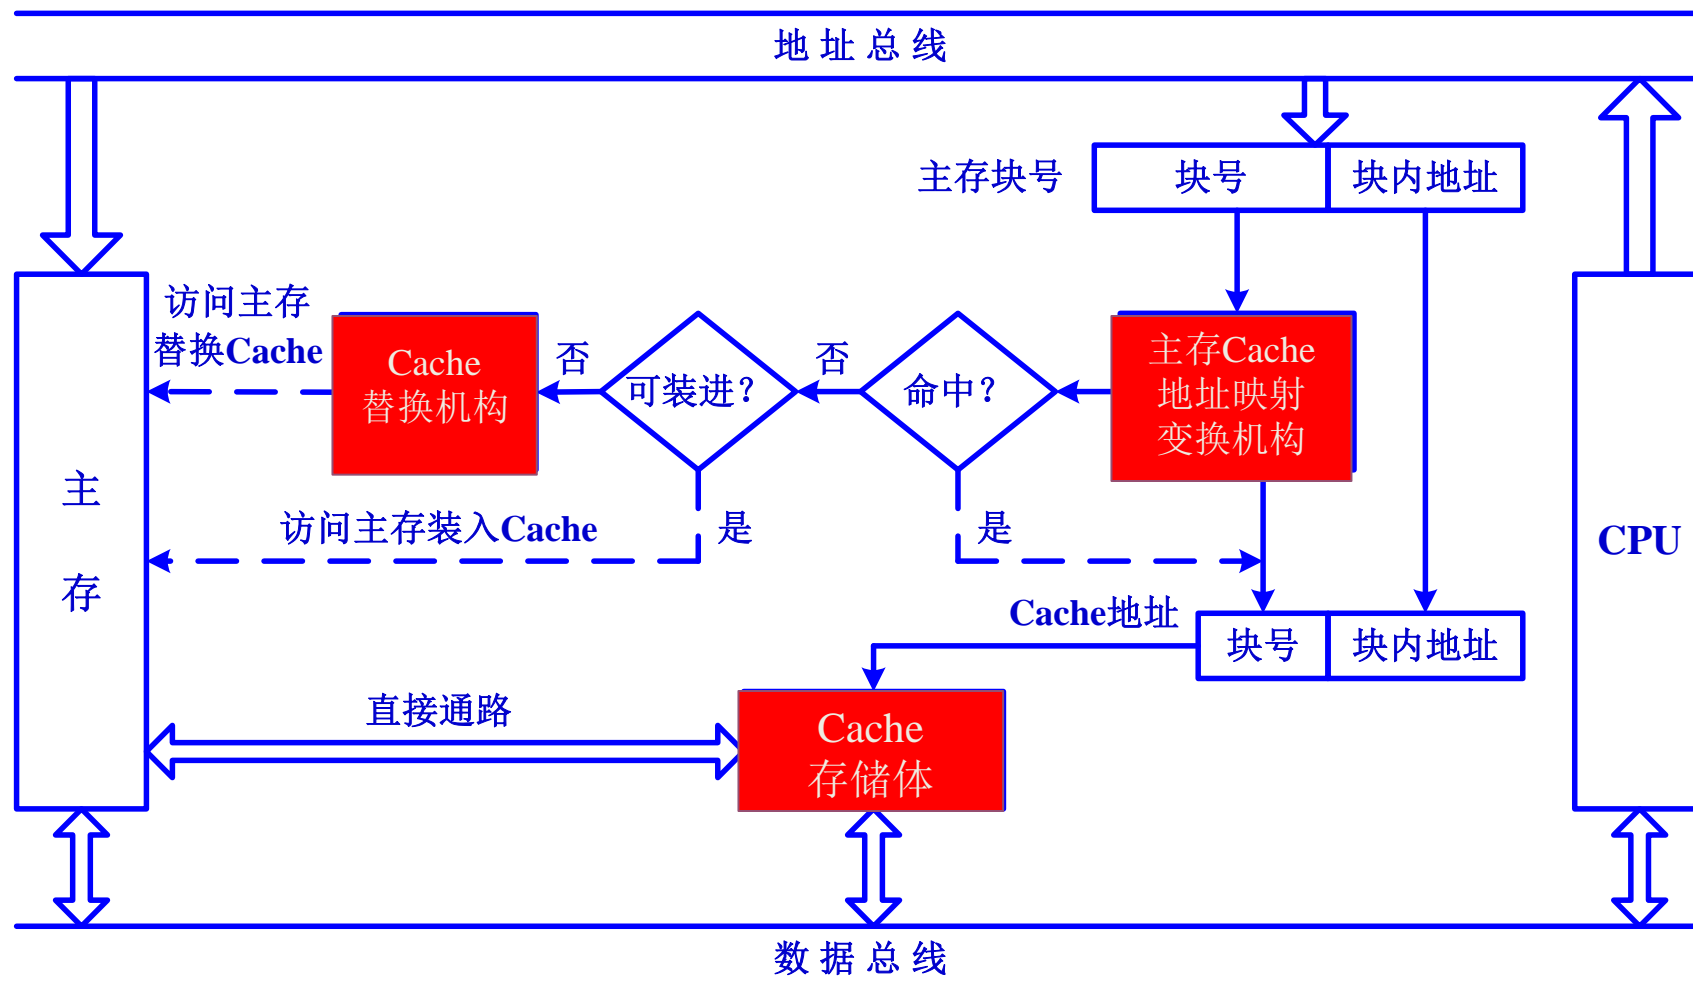 地址总线
主存块号
块号
块内地址
访问主存
替换Cache
Cache
替换机构
否
可装进?
否
命中?
主存Cache
地址映射
变换机构
主
存
访问主存装入Cache
是
是
CPU
Cache地址
块号
块内地址
直接通路
Cache
存储体
数据总线